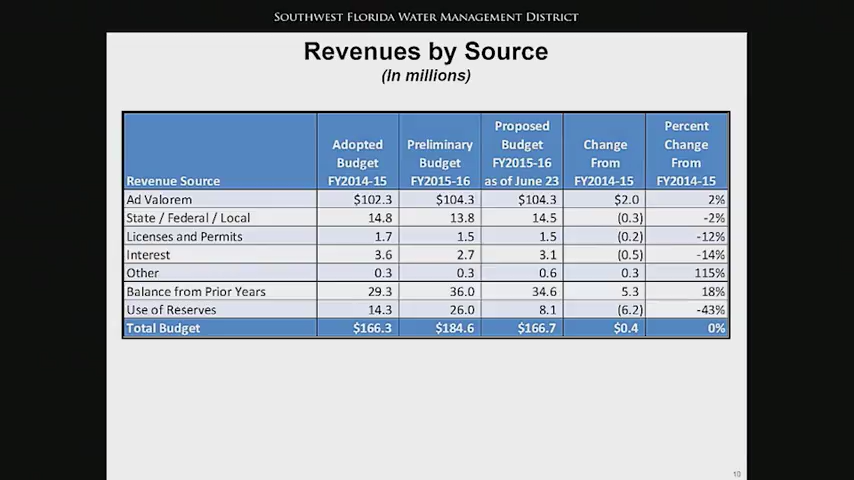 SOUTHWEST FLORIDA WATER MANAGEMENT DISTRICT
Revenues by Source
(In millions)
Revenue Source | Adopted Budget FY2014-15 | Preliminary Budget FY2015-16 | Proposed Budget FY2015-16 as of June 23 | Change From FY2014-15 | Percent Change From FY2014-15
Ad Valorem $102.3 $104.3 $104.3 $2.0 2%
State / Federal / Local 14.8 13.8 14.5 (0.3) -2%
Licenses and Permits 1.7 1.5 1.5 (0.2) -12%
Interest 3.6 2.7 3.1 (0.5) -14%
Other 0.3 0.3 0.6 0.3 115%
Balance from Prior Years 29.3 36.0 34.6 5.3 18%
Use of Reserves 14.3 26.0 8.1 (6.2) -43%
Total Budget $166.3 $184.6 $166.7 $0.4 0%
10